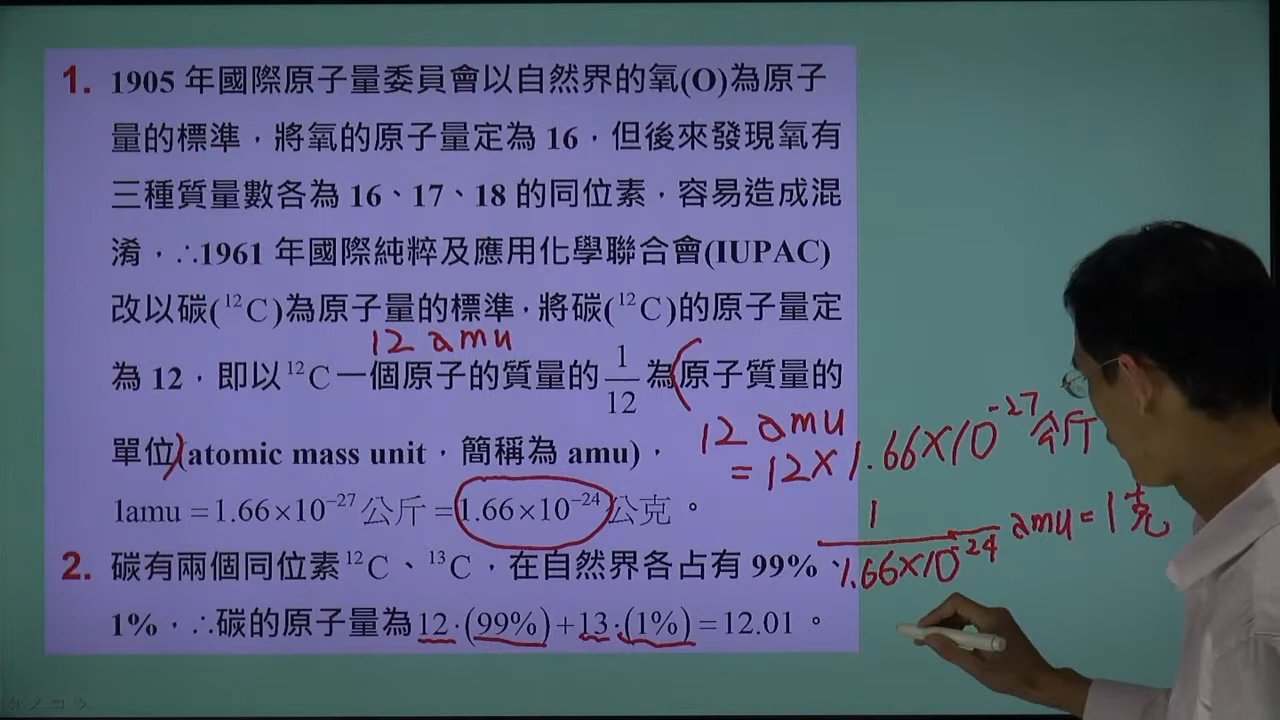 1. 1905 年國際原子量委員會以自然界的氧(O)為原子
量的標準，將氧的原子量定為 16，但後來發現氧有
三種質量數各為 16、17、18 的同位素，容易造成混
淆，∴1961 年國際純粹及應用化學聯合會(IUPAC)
改以碳(¹²C)為原子量的標準，將碳(¹²C)的原子量定
12 amu
為 12，即以 ¹²C 一個原子的質量的 1/12 為(原子質量的
單位)(atomic mass unit，簡稱為 amu)，
12 amu
= 12×1.66×10⁻²⁷ 公斤
1amu = 1.66×10⁻²⁷ 公斤 = 1.66×10⁻²⁴ 公克。
1/(1.66×10⁻²⁴) amu = 1克
2. 碳有兩個同位素 ¹²C、¹³C，在自然界各占有 99%、
1%，∴碳的原子量為 12·(99%)+13·(1%)=12.01。